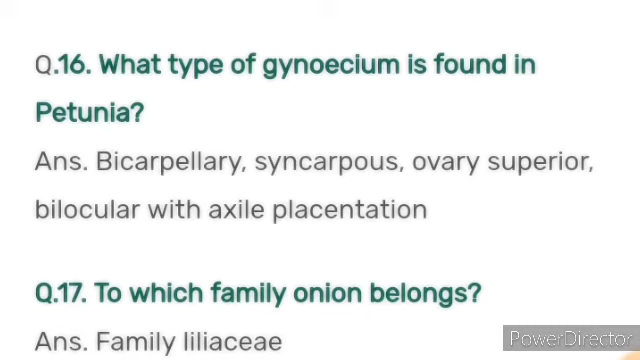 Q.16. What type of gynoecium is found in
Petunia?
Ans. Bicarpellary, syncarpous, ovary superior,
bilocular with axile placentation
Q.17. To which family onion belongs?
Ans. Family liliaceae
PowerDirector